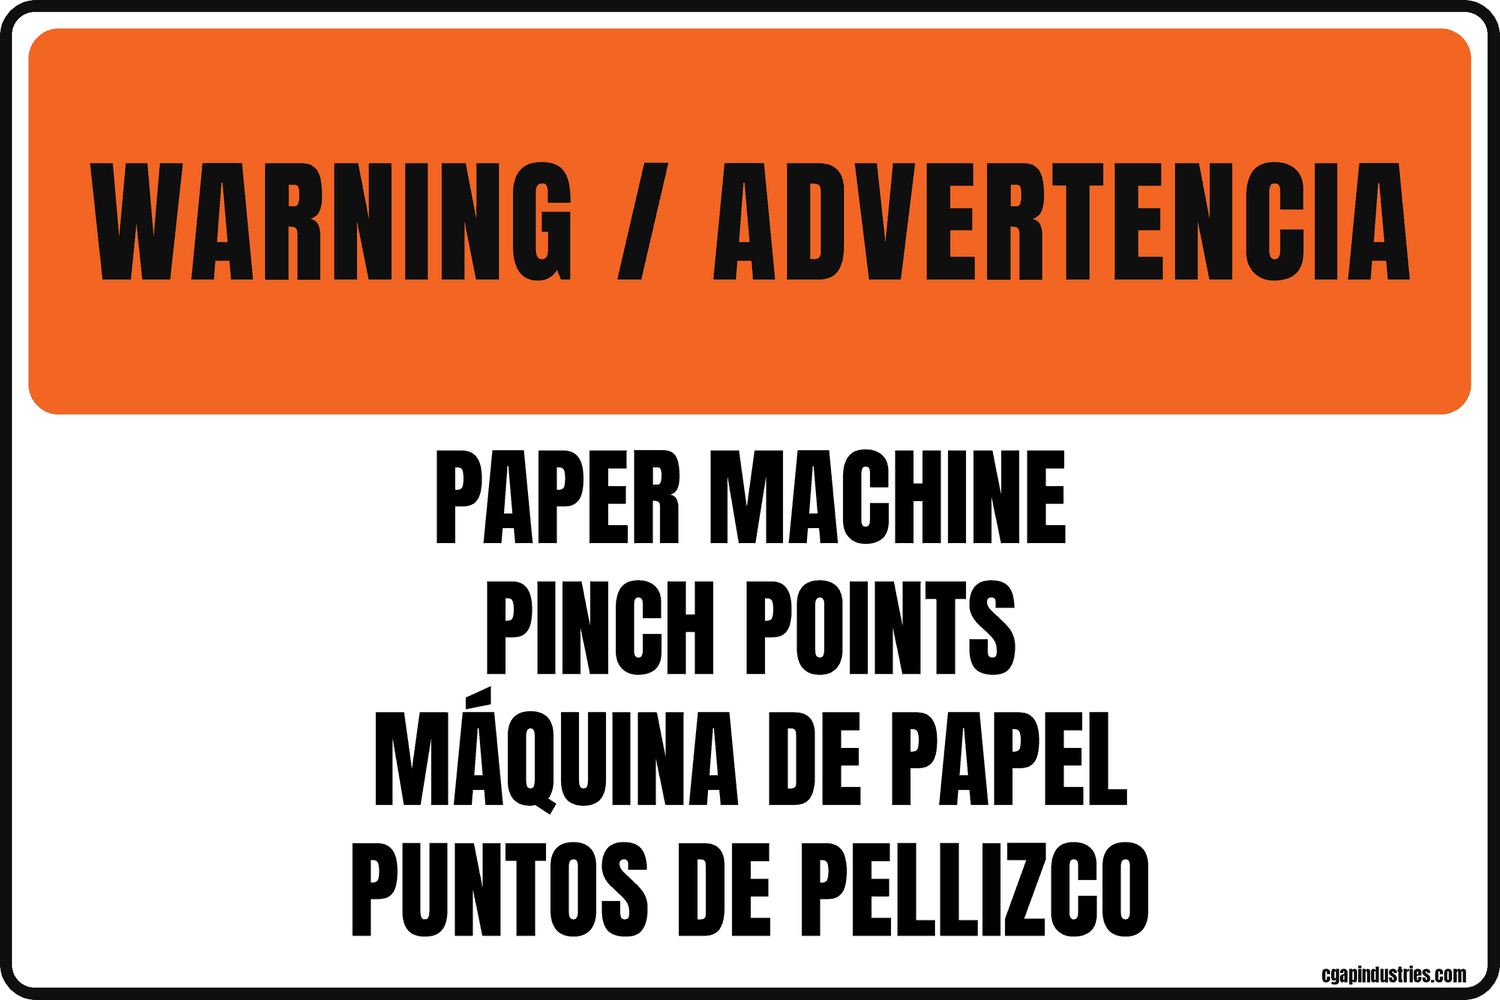 WARNING / ADVERTENCIA
PAPER MACHINE
PINCH POINTS
MÁQUINA DE PAPEL
PUNTOS DE PELLIZCO
cgapindustries.com